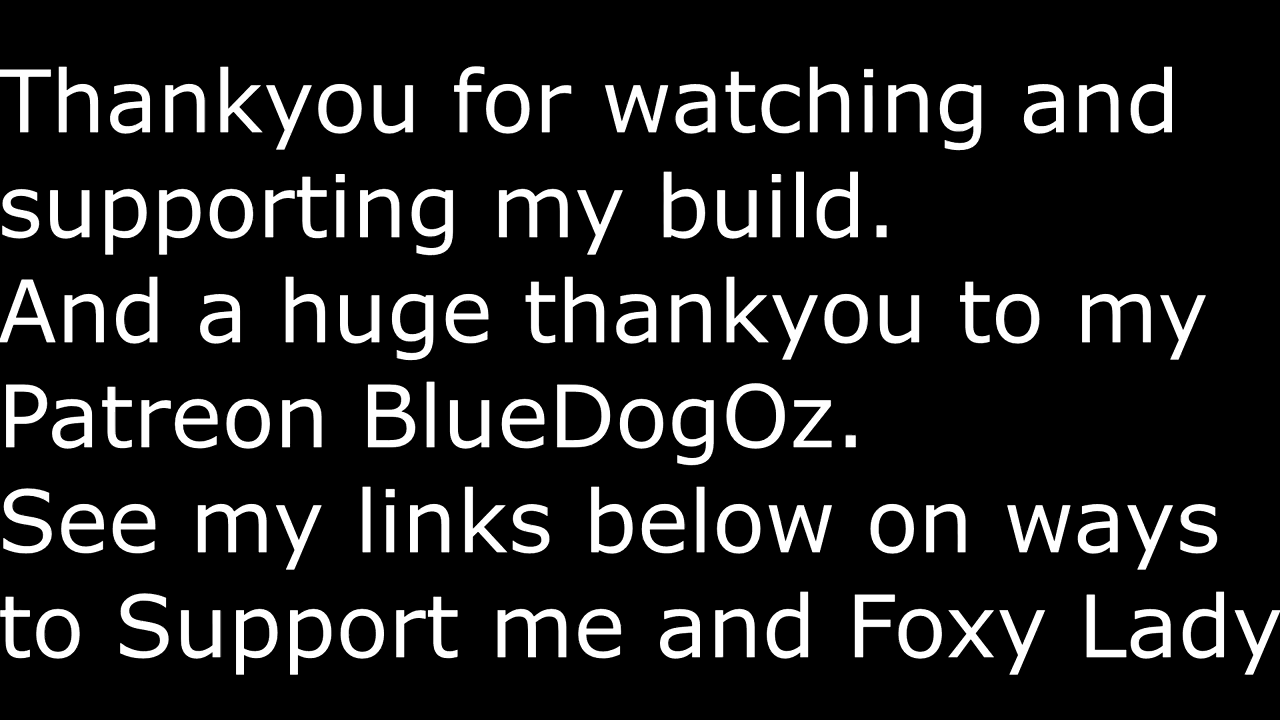 Thankyou for watching and
supporting my build.
And a huge thankyou to my
Patreon BlueDogOz.
See my links below on ways
to Support me and Foxy Lady